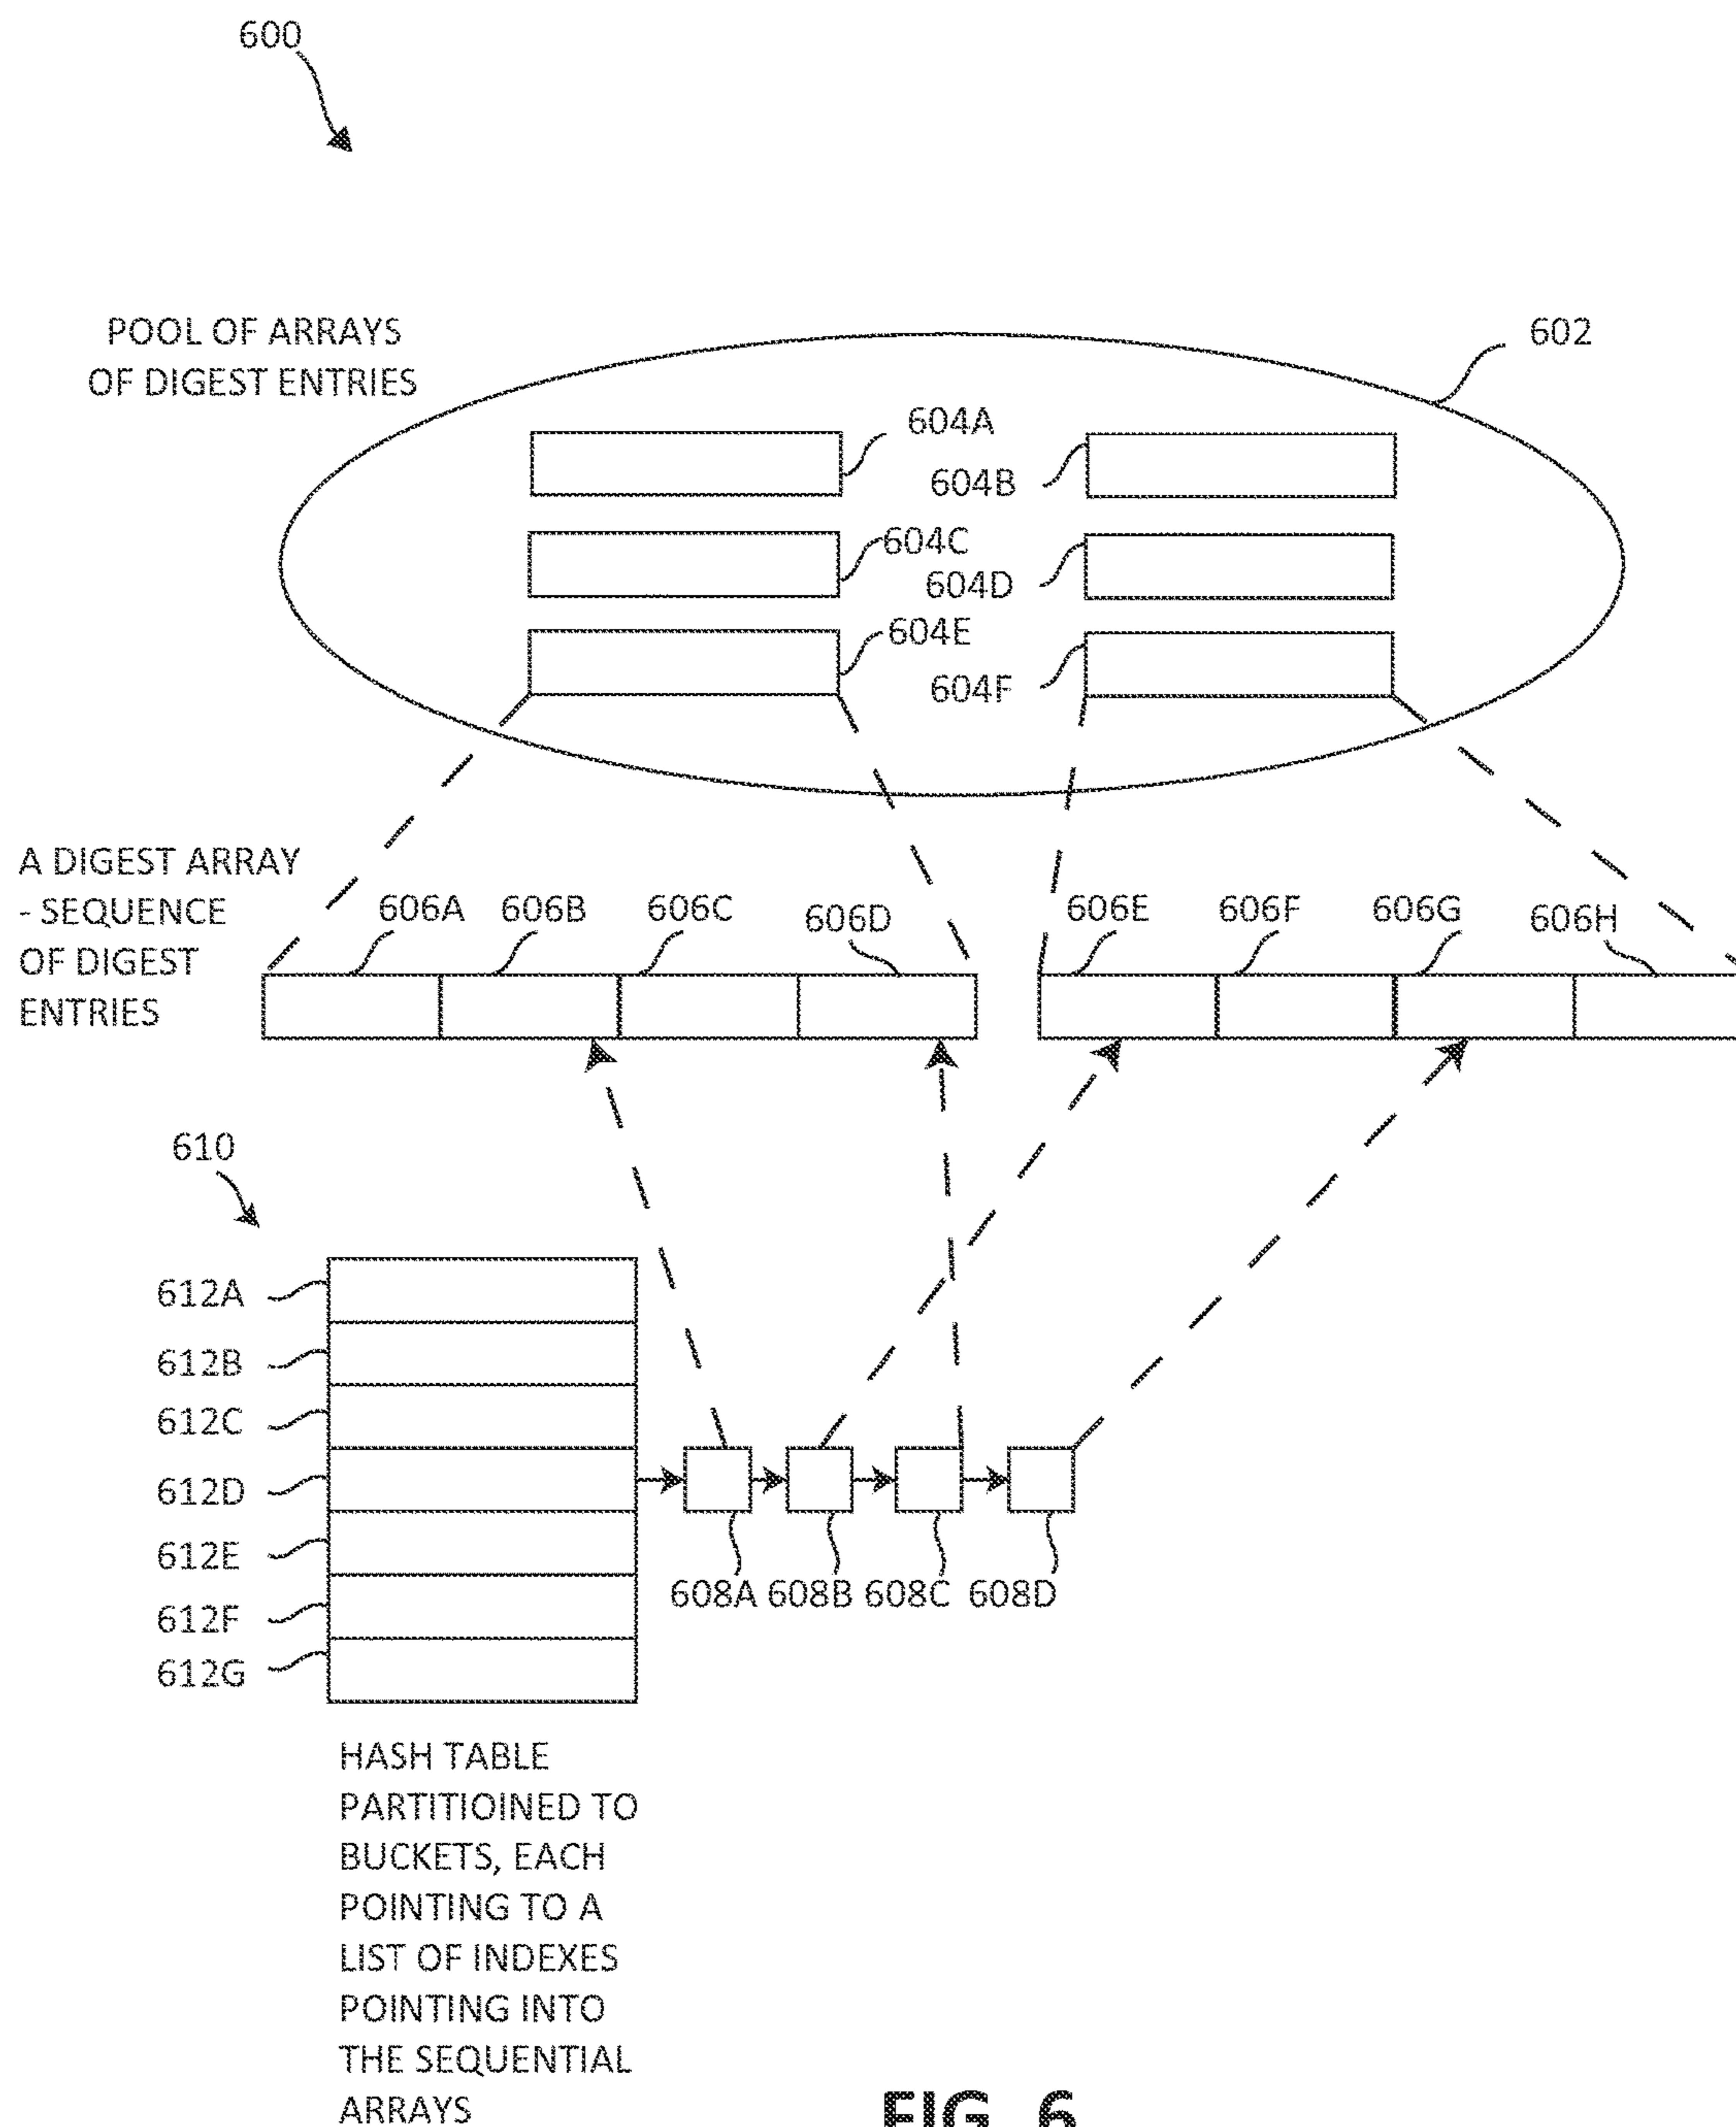 600
POOL OF ARRAYS
OF DIGEST ENTRIES
602
604A
604B
604C
604D
604E
604F
A DIGEST ARRAY
- SEQUENCE
OF DIGEST
ENTRIES
606A 606B 606C 606D 606E 606F 606G 606H
610
612A
612B
612C
612D
612E
612F
612G
608A 608B 608C 608D
HASH TABLE
PARTITIOINED TO
BUCKETS, EACH
POINTING TO A
LIST OF INDEXES
POINTING INTO
THE SEQUENTIAL
ARRAYS
FIG. 6